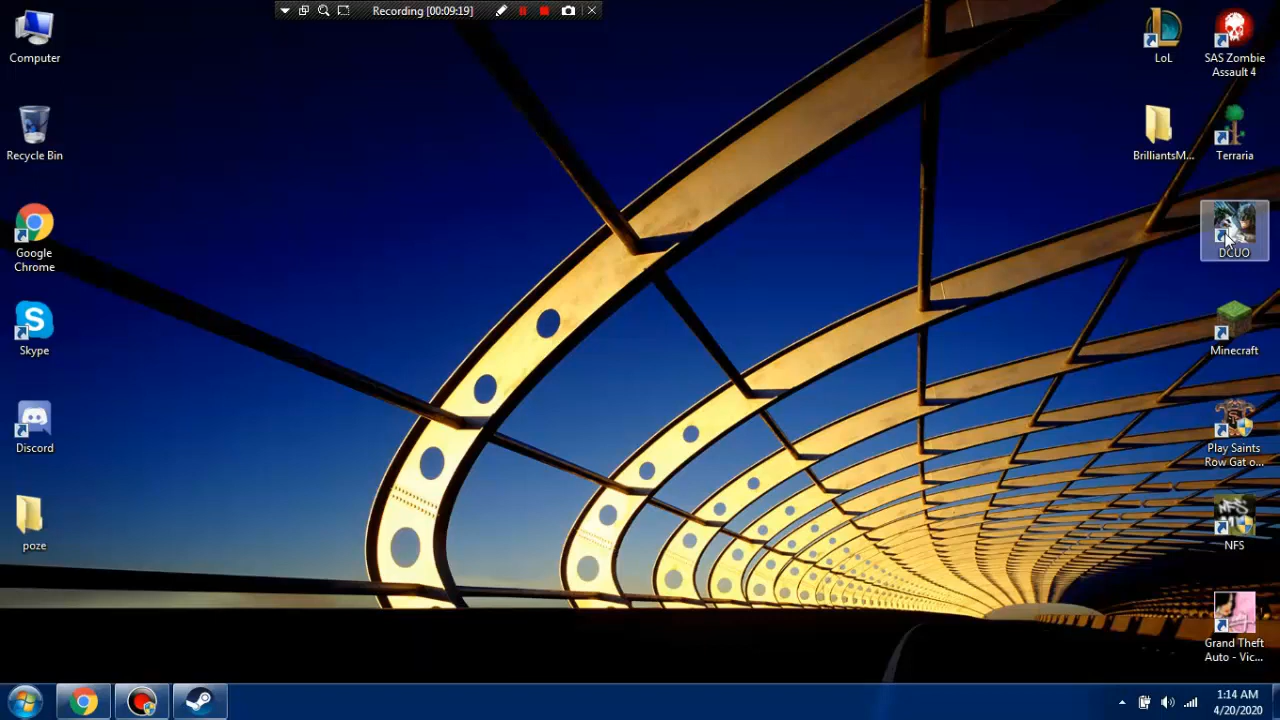 Recording [00:09:19]
Computer
Recycle Bin
Google
Chrome
Skype
Discord
poze
LoL
SAS Zombie
Assault 4
BrilliantsM...
Terraria
DCUO
Minecraft
Play Saints
Row Gat o...
NFS
Grand Theft
Auto - Vic...
1:14 AM
4/20/2020